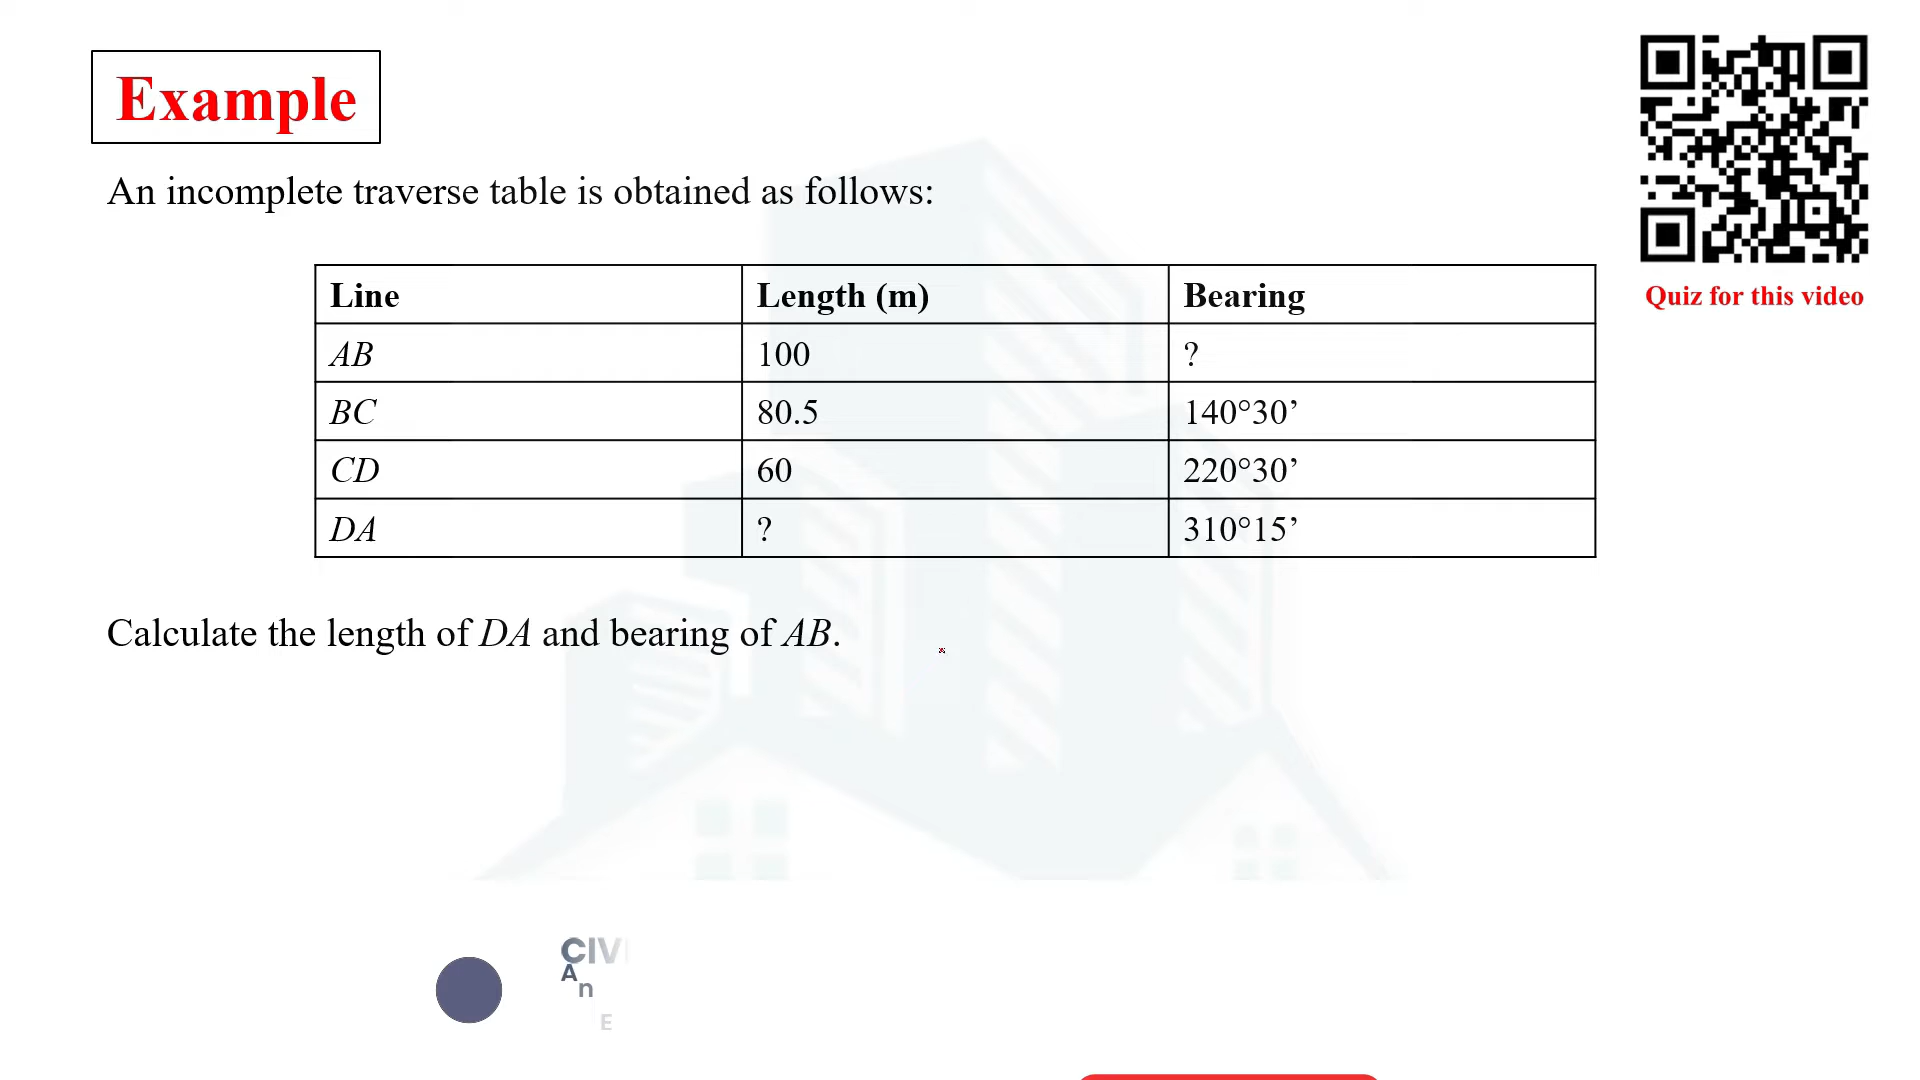 Example
An incomplete traverse table is obtained as follows:
Line Length (m) Bearing
AB 100 ?
BC 80.5 140°30’
CD 60 220°30’
DA ? 310°15’
Calculate the length of DA and bearing of AB.
Quiz for this video
CIV
A
n
E